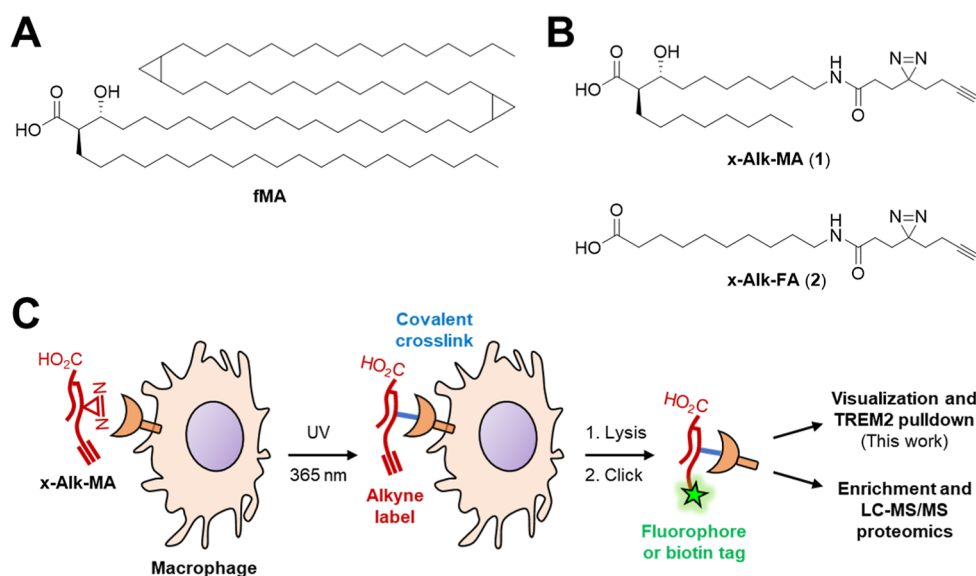 A
O
OH
HO
fMA
B
O
OH
HO
H
N
O
N=N
x-Alk-MA (1)
O
HO
H
N
O
N=N
x-Alk-FA (2)
C
HO₂C
N
N
x-Alk-MA
Macrophage
UV
365 nm
Covalent
crosslink
HO₂C
Alkyne
label
1. Lysis
2. Click
HO₂C
Fluorophore
or biotin tag
Visualization and
TREM2 pulldown
(This work)
Enrichment and
LC-MS/MS
proteomics